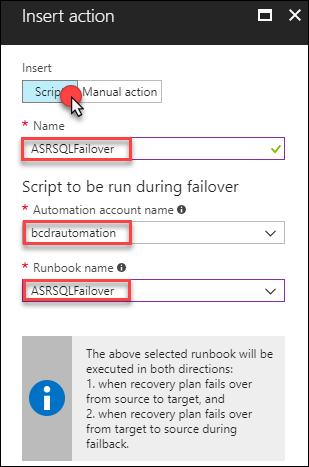 Insert action
Insert
Script Manual action
* Name
ASRSQLFailover
Script to be run during failover
* Automation account name
bcdrautomation
* Runbook name
ASRSQLFailover
The above selected runbook will be
executed in both directions:
1. when recovery plan fails over
from source to target, and
2. when recovery plan fails over
from target to source during
failback.